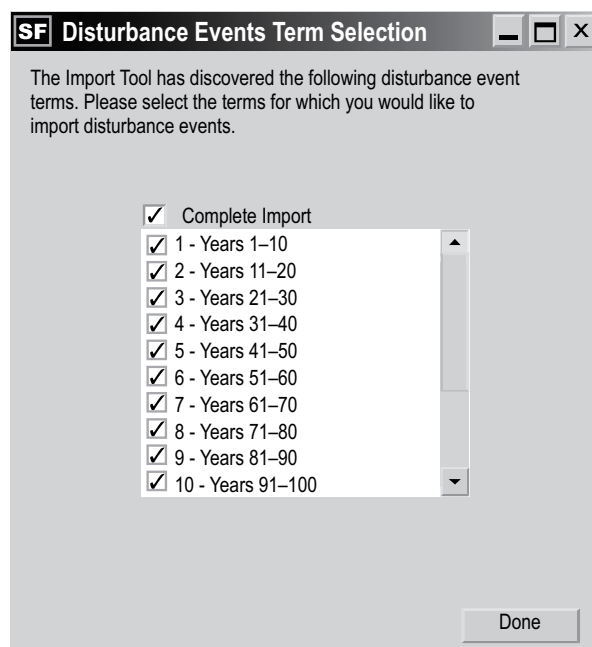 SF Disturbance Events Term Selection
The Import Tool has discovered the following disturbance event
terms. Please select the terms for which you would like to
import disturbance events.
Complete Import
1 - Years 1–10
2 - Years 11–20
3 - Years 21–30
4 - Years 31–40
5 - Years 41–50
6 - Years 51–60
7 - Years 61–70
8 - Years 71–80
9 - Years 81–90
10 - Years 91–100
Done